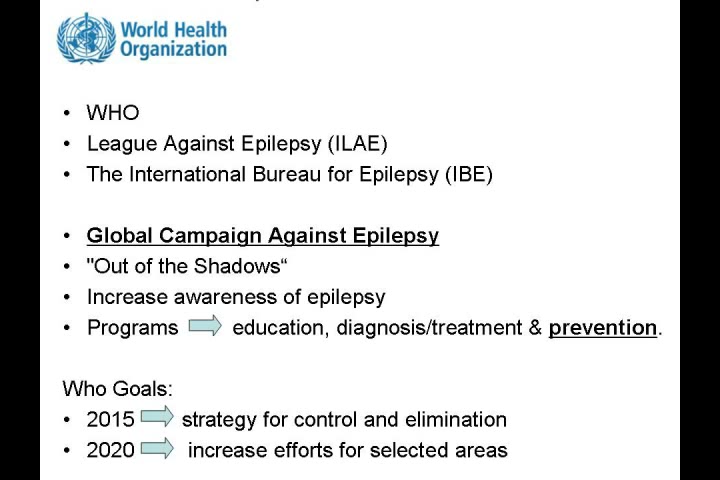 World Health
Organization
• WHO
• League Against Epilepsy (ILAE)
• The International Bureau for Epilepsy (IBE)
• Global Campaign Against Epilepsy
• "Out of the Shadows“
• Increase awareness of epilepsy
• Programs education, diagnosis/treatment & prevention.
Who Goals:
• 2015 strategy for control and elimination
• 2020 increase efforts for selected areas